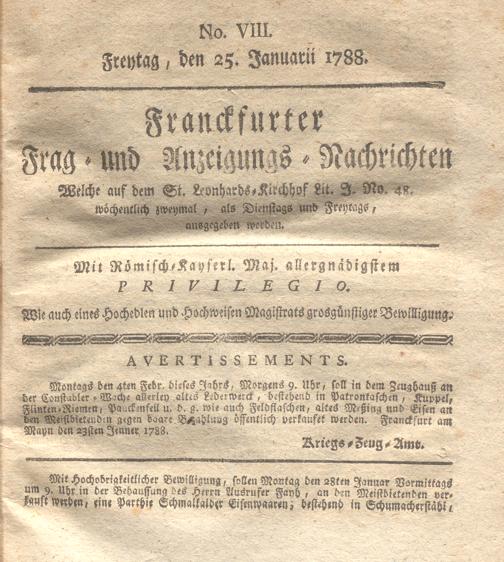 No. VIII.
Freytag, den 25. Januarii 1788.
Franckfurter
Frag- und Anzeigungs-Nachrichten
Welche auf dem St. Leonhards-Kirchhof Lit. J. No. 48.
wöchentlich zweymal, als Dienstags und Freytags,
ausgegeben werden.
Mit Römisch-Kayserl. Maj. allergnädigstem
PRIVILEGIO.
Wie auch eines Hochedlen und Hochweisen Magistrats grosgünstiger Bewilligung.
AVERTISSEMENTS.
Montags den 4ten Febr. dieses Jahrs, Morgens 9. Uhr, soll in dem Zeughauß an
der Constabler-Wache allerley altes Lederwerck, bestehend in Patrontaschen, Kuppel,
Flinten-Riemen, Pauckenfell u. d. g. wie auch Feldflaschen, altes Meßing und Eisen an
den Meistbietenden gegen baare Bezahlung öffentlich verkauft werden. Franckfurt am
Mayn den 23sten Jenner 1788.
Kriegs-Zeug-Amt.
Mit Hochobrigkeitlicher Bewilligung, sollen Montag den 28ten Januar Vormittags
um 9. Uhr in der Behaussung des Herrn Ausrufer Fayh, an den Meistbietenden ver-
kauft werden, eine Parthie Schmalkalder Eisenwaaren; bestehend in Schumacherstähl,